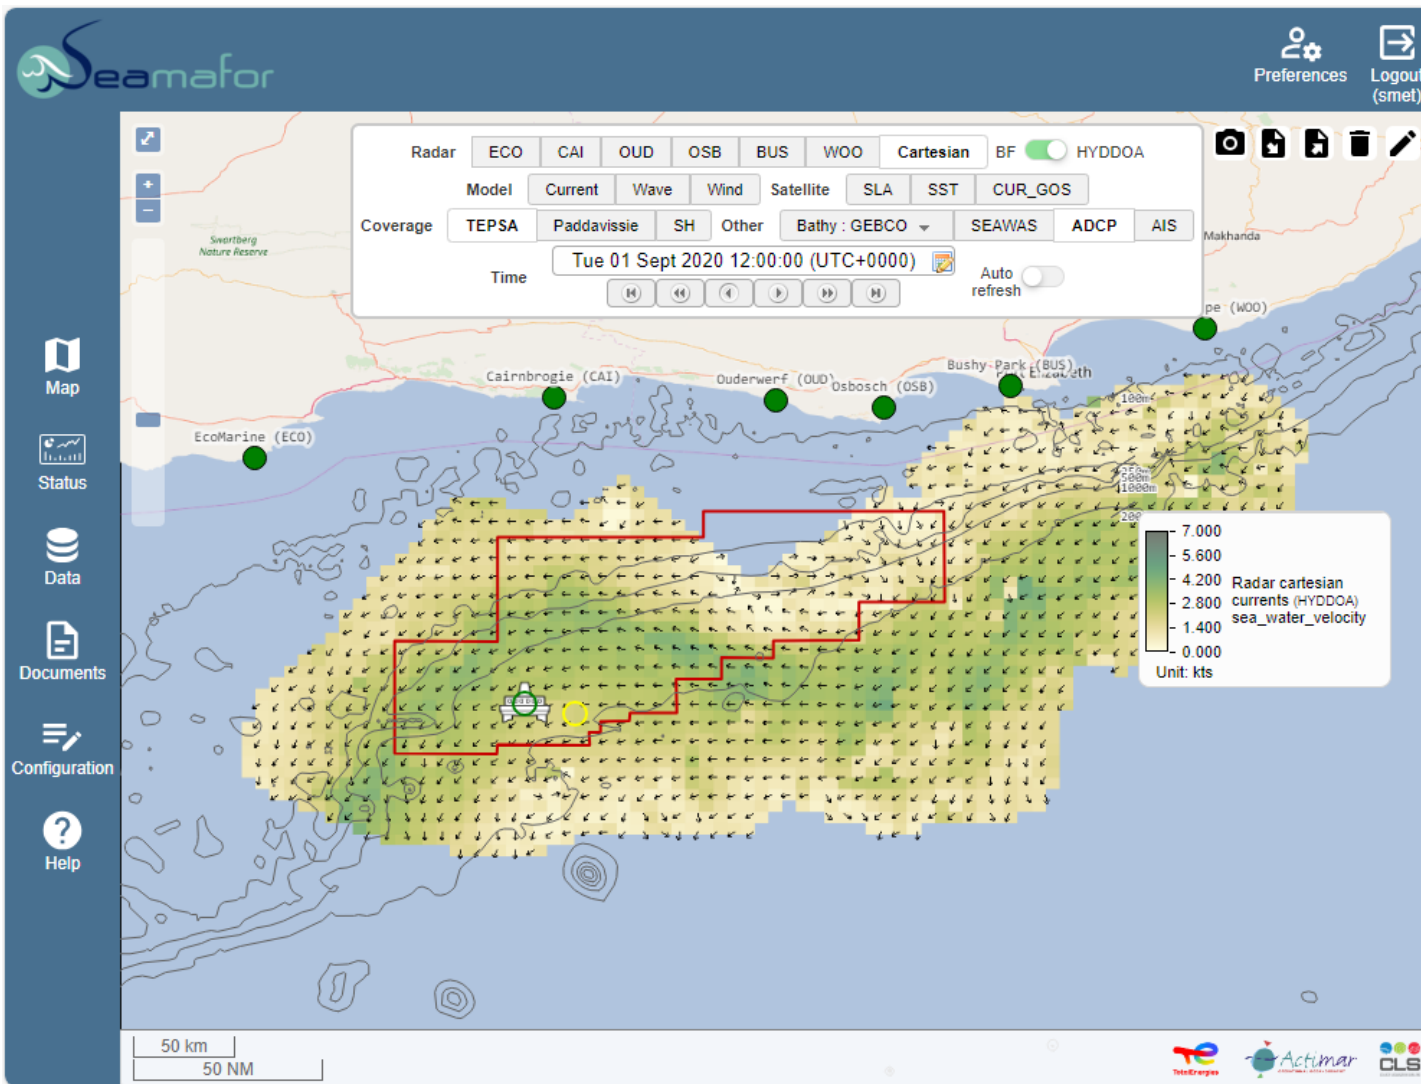 Seamafor
Preferences
Logout
(smet)
Radar ECO CAI OUD OSB BUS WOO Cartesian BF HYDDOA
Model Current Wave Wind Satellite SLA SST CUR_GOS
Coverage TEPSA Paddavissie SH Other Bathy : GEBCO SEAWAS ADCP AIS
Time Tue 01 Sept 2020 12:00:00 (UTC+0000) Auto refresh
Swartberg
Nature Reserve
Makhanda
pe (WOO)
Bushy Park (BUS)
Elizabeth
Cairnbrogie (CAI)
Ouderwerf (OUD)
Osbosch (OSB)
EcoMarine (ECO)
100m
500m
1000m
200
Map
Status
Data
Documents
Configuration
Help
7.000
5.600
4.200
2.800
1.400
0.000
Radar cartesian
currents (HYDDOA)
sea_water_velocity
Unit: kts
50 km
50 NM
TotalEnergies
Actimar
CLS